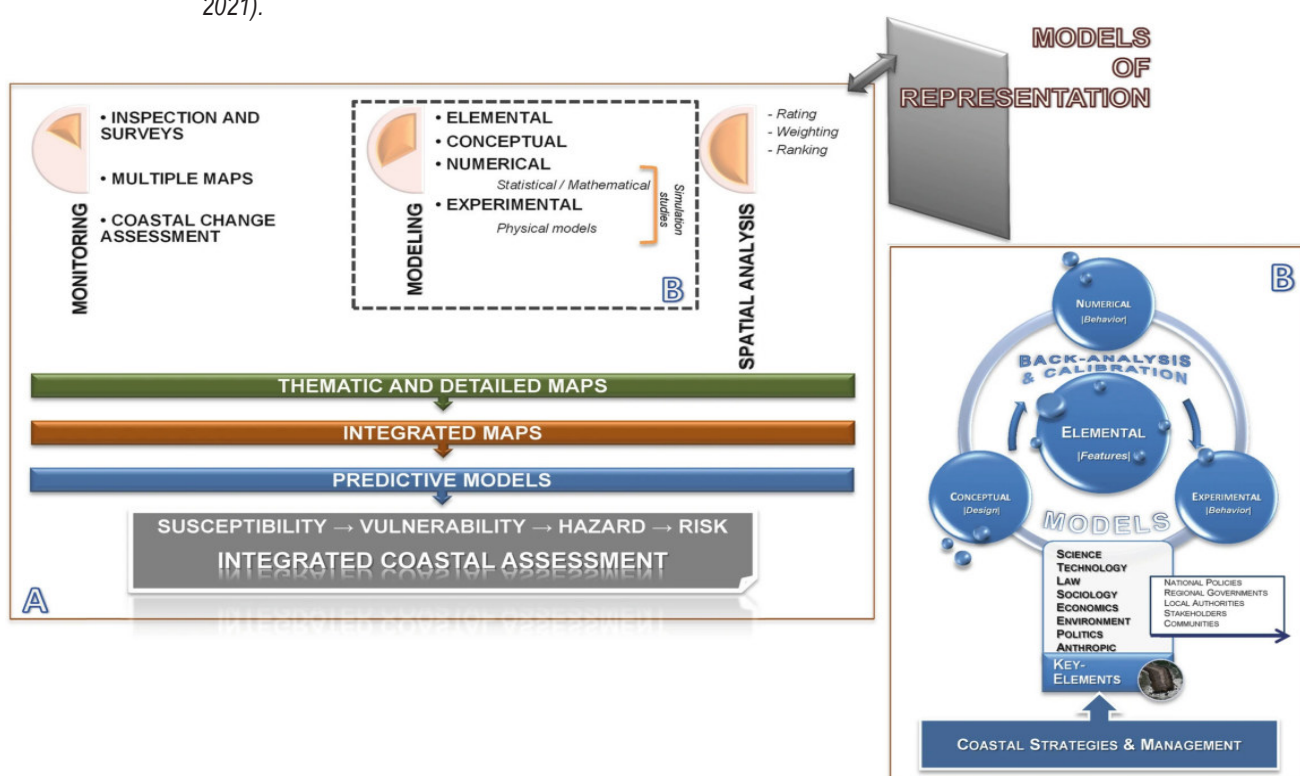 2021).
MODELS
OF
REPRESENTATION
• INSPECTION AND
SURVEYS
• MULTIPLE MAPS
• COASTAL CHANGE
ASSESSMENT
MONITORING
• ELEMENTAL
• CONCEPTUAL
• NUMERICAL
Statistical / Mathematical
• EXPERIMENTAL
Physical models
Simulation
studies
MODELING
B
- Rating
- Weighting
- Ranking
SPATIAL ANALYSIS
THEMATIC AND DETAILED MAPS
INTEGRATED MAPS
PREDICTIVE MODELS
SUSCEPTIBILITY → VULNERABILITY → HAZARD → RISK
INTEGRATED COASTAL ASSESSMENT
A
B
NUMERICAL
|Behavior|
BACK-ANALYSIS
& CALIBRATION
ELEMENTAL
|Features|
CONCEPTUAL
|Design|
EXPERIMENTAL
|Behavior|
MODELS
SCIENCE
TECHNOLOGY
LAW
SOCIOLOGY
ECONOMICS
ENVIRONMENT
POLITICS
ANTHROPIC
KEY-
ELEMENTS
NATIONAL POLICIES
REGIONAL GOVERNMENTS
LOCAL AUTHORITIES
STAKEHOLDERS
COMMUNITIES
COASTAL STRATEGIES & MANAGEMENT